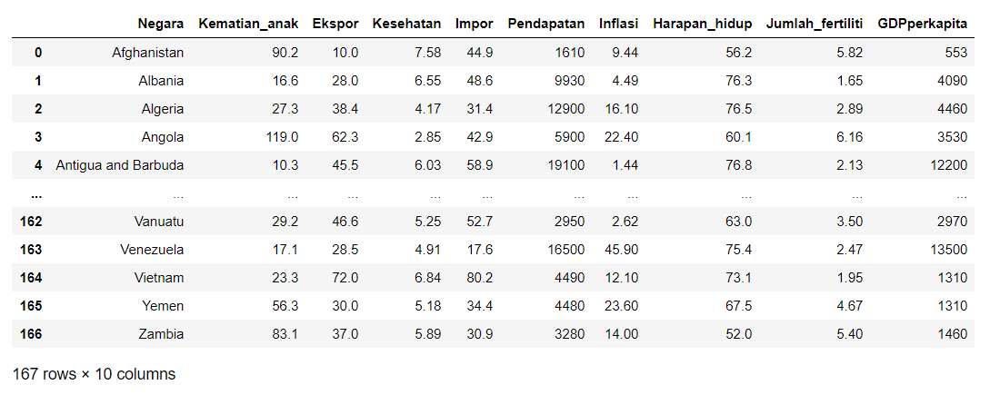 Negara Kematian_anak Ekspor Kesehatan Impor Pendapatan Inflasi Harapan_hidup Jumlah_fertiliti GDPperkapita
0 Afghanistan 90.2 10.0 7.58 44.9 1610 9.44 56.2 5.82 553
1 Albania 16.6 28.0 6.55 48.6 9930 4.49 76.3 1.65 4090
2 Algeria 27.3 38.4 4.17 31.4 12900 16.10 76.5 2.89 4460
3 Angola 119.0 62.3 2.85 42.9 5900 22.40 60.1 6.16 3530
4 Antigua and Barbuda 10.3 45.5 6.03 58.9 19100 1.44 76.8 2.13 12200
... ... ... ... ... ... ... ... ... ... ...
162 Vanuatu 29.2 46.6 5.25 52.7 2950 2.62 63.0 3.50 2970
163 Venezuela 17.1 28.5 4.91 17.6 16500 45.90 75.4 2.47 13500
164 Vietnam 23.3 72.0 6.84 80.2 4490 12.10 73.1 1.95 1310
165 Yemen 56.3 30.0 5.18 34.4 4480 23.60 67.5 4.67 1310
166 Zambia 83.1 37.0 5.89 30.9 3280 14.00 52.0 5.40 1460
167 rows × 10 columns